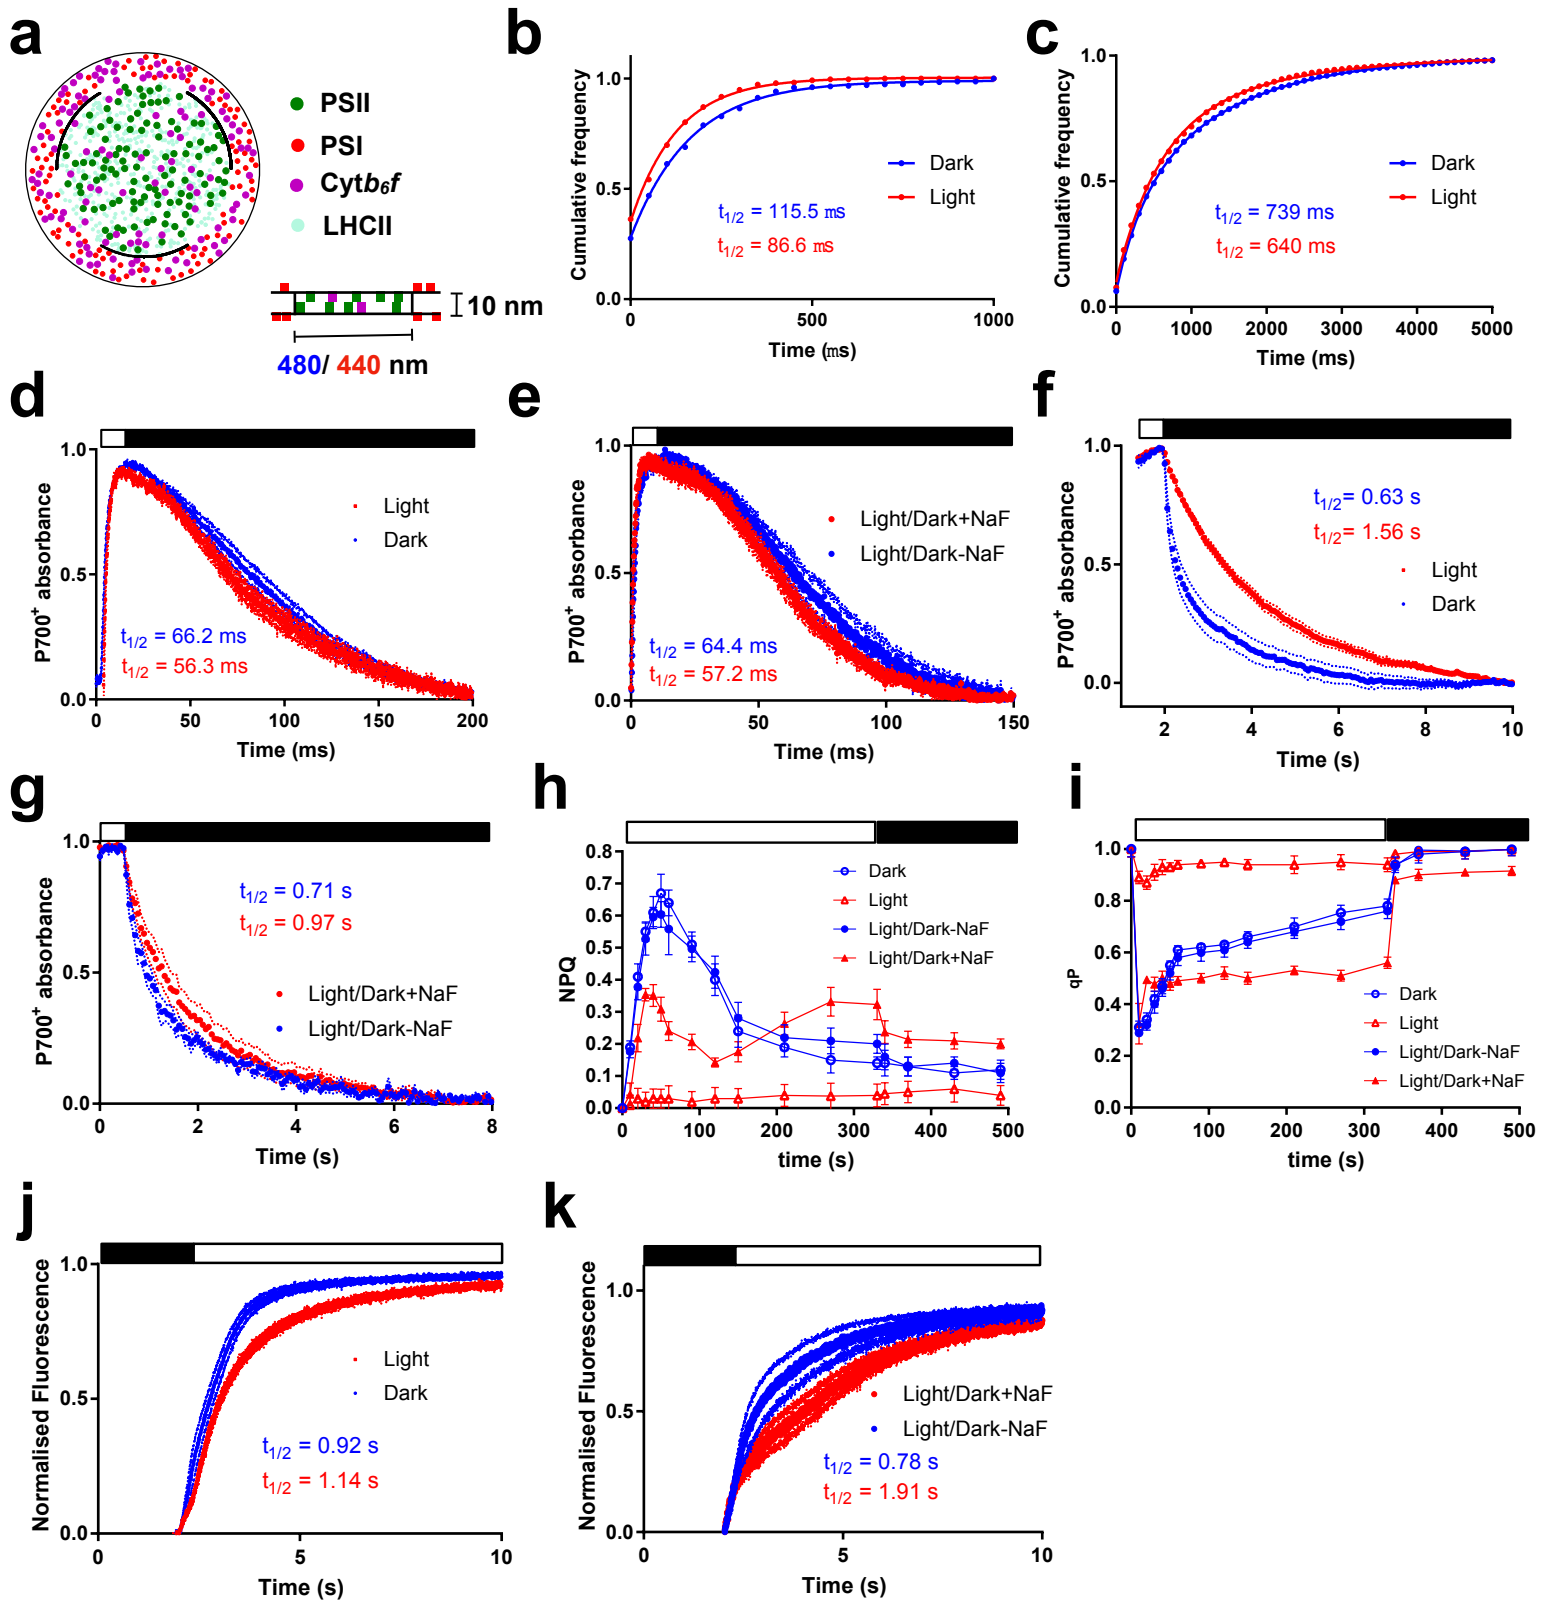 a
PSII
PSI
Cytb6f
LHCII
10 nm
480/ 440 nm
b
Cumulative frequency
1.0
0.5
0.0
Dark
Light
t1/2 = 115.5 ms
t1/2 = 86.6 ms
0
500
1000
Time (ms)
c
Cumulative frequency
1.0
0.5
0.0
Dark
Light
t1/2 = 739 ms
t1/2 = 640 ms
0
1000
2000
3000
4000
5000
Time (ms)
d
P700+ absorbance
1.0
0.5
0.0
Light
Dark
t1/2 = 66.2 ms
t1/2 = 56.3 ms
0
50
100
150
200
Time (ms)
e
P700+ absorbance
1.0
0.5
0.0
Light/Dark+NaF
Light/Dark-NaF
t1/2 = 64.4 ms
t1/2 = 57.2 ms
0
50
100
150
Time (ms)
f
P700+ absorbance
1.0
0.5
0.0
t1/2= 0.63 s
t1/2= 1.56 s
Light
Dark
2
4
6
8
10
Time (s)
g
P700+ absorbance
1.0
0.5
0.0
t1/2 = 0.71 s
t1/2 = 0.97 s
Light/Dark+NaF
Light/Dark-NaF
0
2
4
6
8
Time (s)
h
NPQ
0.8
0.7
0.6
0.5
0.4
0.3
0.2
0.1
0.0
Dark
Light
Light/Dark-NaF
Light/Dark+NaF
0
100
200
300
400
500
time (s)
i
qP
1.0
0.8
0.6
0.4
0.2
0.0
Dark
Light
Light/Dark-NaF
Light/Dark+NaF
0
100
200
300
400
500
time (s)
j
Normalised Fluorescence
1.0
0.5
0.0
Light
Dark
t1/2 = 0.92 s
t1/2 = 1.14 s
0
5
10
Time (s)
k
Normalised Fluorescence
1.0
0.5
0.0
Light/Dark+NaF
Light/Dark-NaF
t1/2 = 0.78 s
t1/2 = 1.91 s
0
5
10
Time (s)